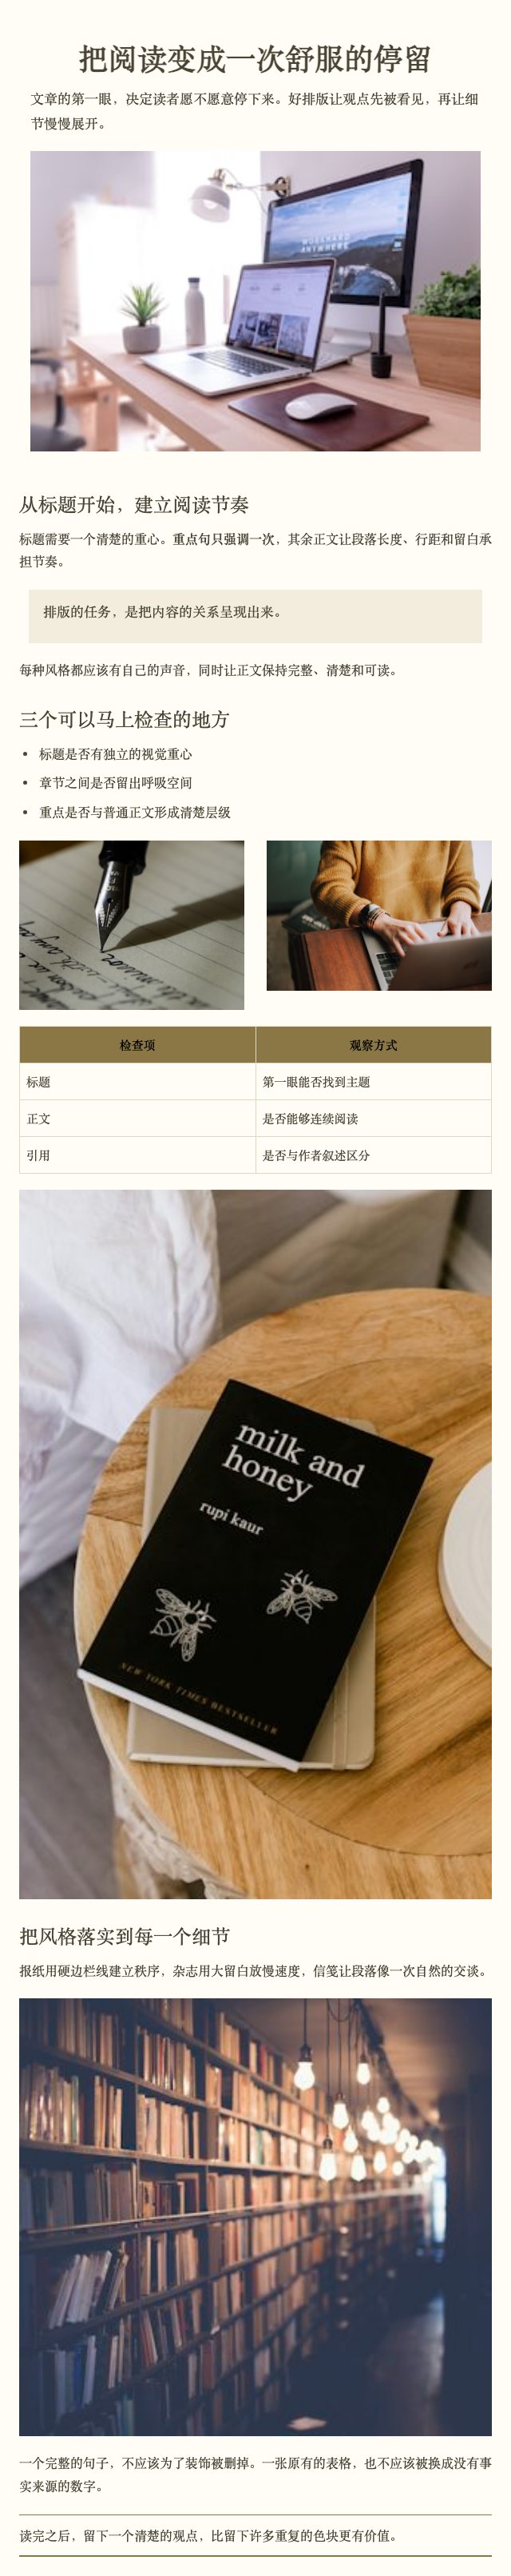 把阅读变成一次舒服的停留
文章的第一眼，决定读者愿不愿意停下来。好排版让观点先被看见，再让细
节慢慢展开。
WORK HARD
ANYWHERE
从标题开始，建立阅读节奏
标题需要一个清楚的重心。重点句只强调一次，其余正文让段落长度、行距和留白承
担节奏。
排版的任务，是把内容的关系呈现出来。
每种风格都应该有自己的声音，同时让正文保持完整、清楚和可读。
三个可以马上检查的地方
• 标题是否有独立的视觉重心
• 章节之间是否留出呼吸空间
• 重点是否与普通正文形成清楚层级
检查项 观察方式
标题 第一眼能否找到主题
正文 是否能够连续阅读
引用 是否与作者叙述区分
milk and
honey
rupi kaur
NEW YORK TIMES BESTSELLER
把风格落实到每一个细节
报纸用硬边栏线建立秩序，杂志用大留白放慢速度，信笺让段落像一次自然的交谈。
一个完整的句子，不应该为了装饰被删掉。一张原有的表格，也不应该被换成没有事
实来源的数字。
读完之后，留下一个清楚的观点，比留下许多重复的色块更有价值。